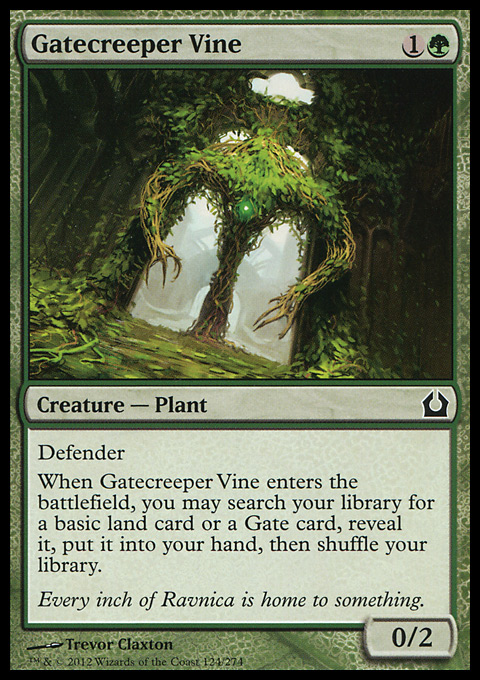 Gatecreeper Vine 1
Creature — Plant
Defender
When Gatecreeper Vine enters the
battlefield, you may search your library for
a basic land card or a Gate card, reveal
it, put it into your hand, then shuffle your
library.
Every inch of Ravnica is home to something.
Trevor Claxton
0/2
™ & © 2012 Wizards of the Coast 124/274